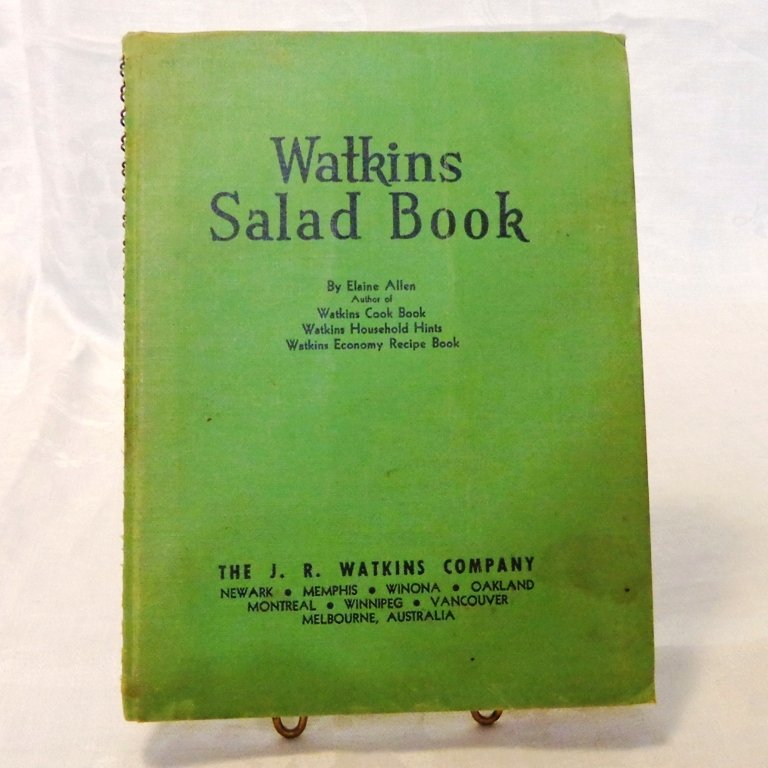 Watkins
Salad Book
By Elaine Allen
Author of
Watkins Cook Book
Watkins Household Hints
Watkins Economy Recipe Book
THE J. R. WATKINS COMPANY
NEWARK ● MEMPHIS ● WINONA ● OAKLAND
MONTREAL ● WINNIPEG ● VANCOUVER
MELBOURNE, AUSTRALIA